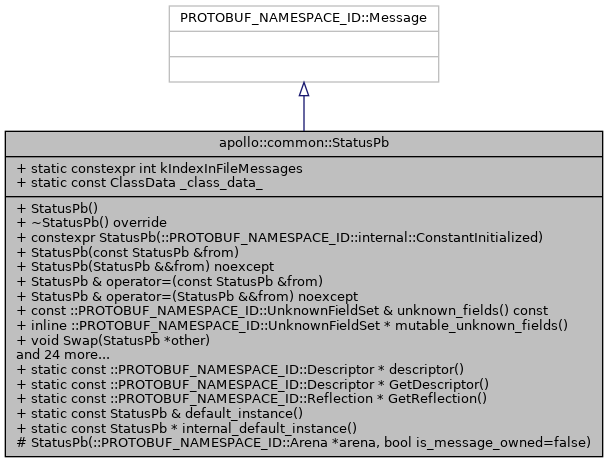 PROTOBUF_NAMESPACE_ID::Message
apollo::common::StatusPb
+ static constexpr int kIndexInFileMessages
+ static const ClassData _class_data_
+ StatusPb()
+ ~StatusPb() override
+ constexpr StatusPb(::PROTOBUF_NAMESPACE_ID::internal::ConstantInitialized)
+ StatusPb(const StatusPb &from)
+ StatusPb(StatusPb &&from) noexcept
+ StatusPb & operator=(const StatusPb &from)
+ StatusPb & operator=(StatusPb &&from) noexcept
+ const ::PROTOBUF_NAMESPACE_ID::UnknownFieldSet & unknown_fields() const
+ inline ::PROTOBUF_NAMESPACE_ID::UnknownFieldSet * mutable_unknown_fields()
+ void Swap(StatusPb *other)
and 24 more...
+ static const ::PROTOBUF_NAMESPACE_ID::Descriptor * descriptor()
+ static const ::PROTOBUF_NAMESPACE_ID::Descriptor * GetDescriptor()
+ static const ::PROTOBUF_NAMESPACE_ID::Reflection * GetReflection()
+ static const StatusPb & default_instance()
+ static const StatusPb * internal_default_instance()
# StatusPb(::PROTOBUF_NAMESPACE_ID::Arena *arena, bool is_message_owned=false)